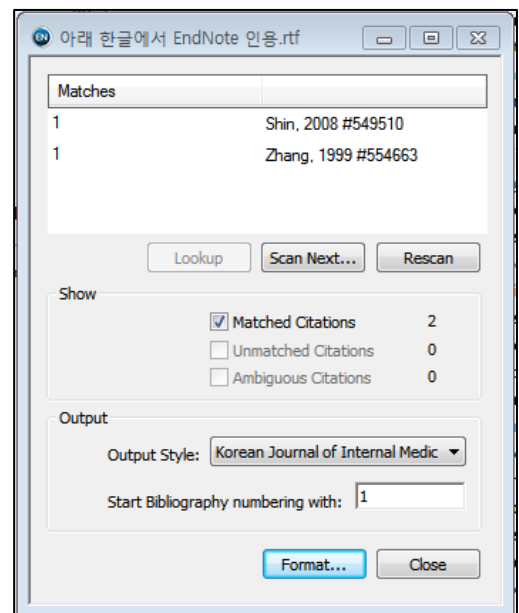 EN 아래 한글에서 EndNote 인용.rtf
Matches
1 Shin, 2008 #549510
1 Zhang, 1999 #554663
Lookup Scan Next... Rescan
Show
Matched Citations 2
Unmatched Citations 0
Ambiguous Citations 0
Output
Output Style: Korean Journal of Internal Medic
Start Bibliography numbering with: 1
Format... Close